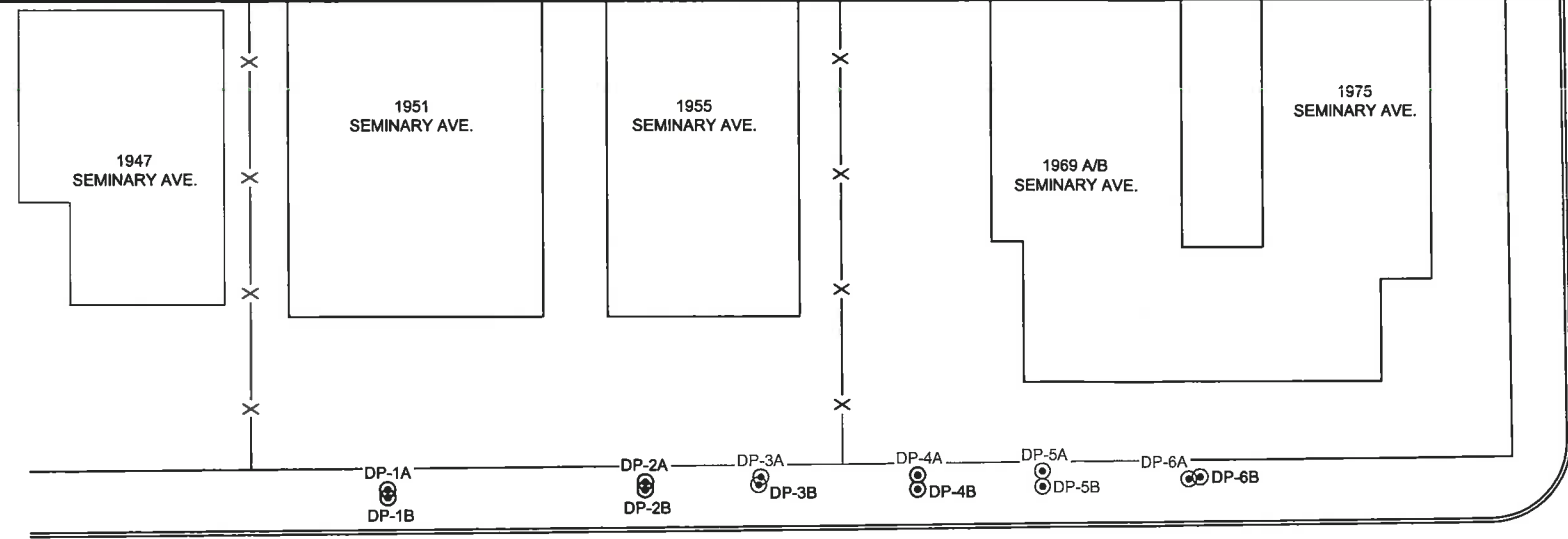 1947
SEMINARY AVE.
1951
SEMINARY AVE.
1955
SEMINARY AVE.
1969 A/B
SEMINARY AVE.
1975
SEMINARY AVE.
DP-1A
DP-1B
DP-2A
DP-2B
DP-3A
DP-3B
DP-4A
DP-4B
DP-5A
DP-5B
DP-6A
DP-6B